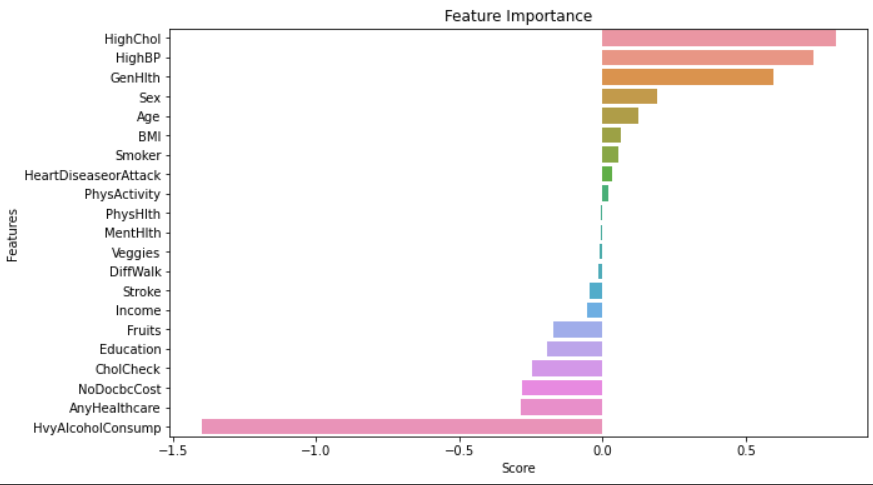 Feature Importance
HighChol
HighBP
GenHlth
Sex
Age
BMI
Smoker
HeartDiseaseorAttack
PhysActivity
PhysHlth
MentHlth
Veggies
DiffWalk
Stroke
Income
Fruits
Education
CholCheck
NoDocbcCost
AnyHealthcare
HvyAlcoholConsump
Features
−1.5 −1.0 −0.5 0.0 0.5
Score